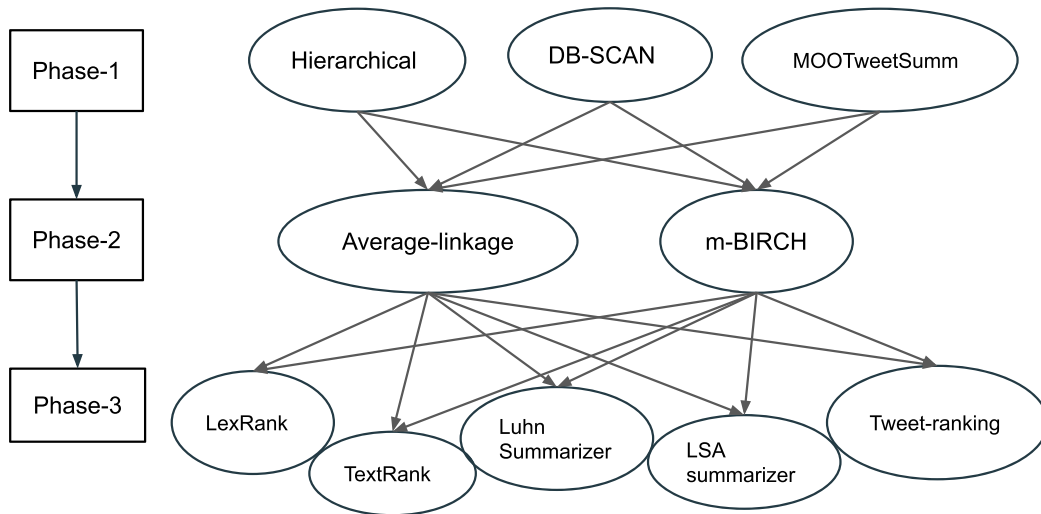 Phase-1
Hierarchical
DB-SCAN
MOOTweetSumm
Phase-2
Average-linkage
m-BIRCH
Phase-3
LexRank
TextRank
Luhn
Summarizer
LSA
summarizer
Tweet-ranking